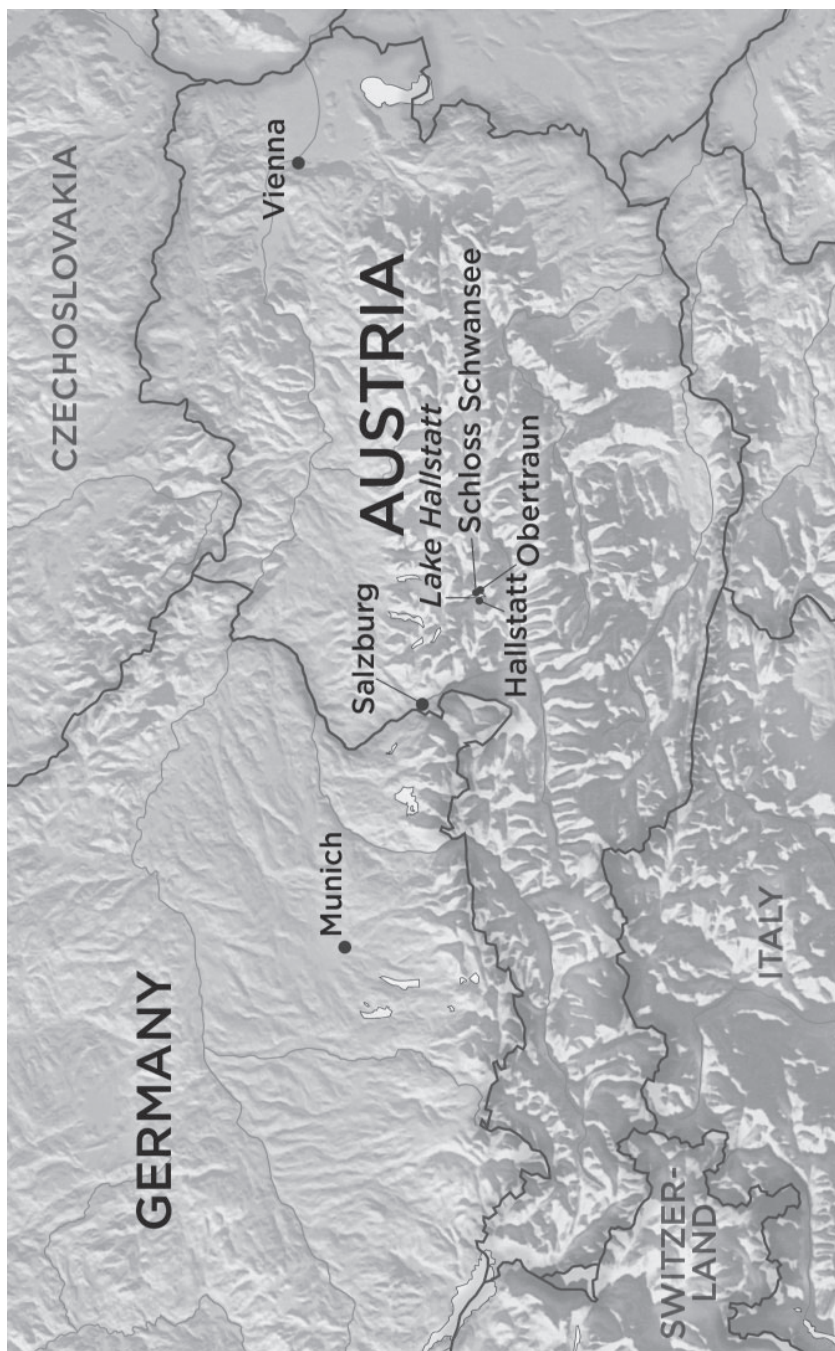 CZECHOSLOVAKIA
GERMANY
Vienna
AUSTRIA
Munich
Salzburg
Lake Hallstatt
Schloss Schwansee
Hallstatt
Obertraun
SWITZER-
LAND
ITALY